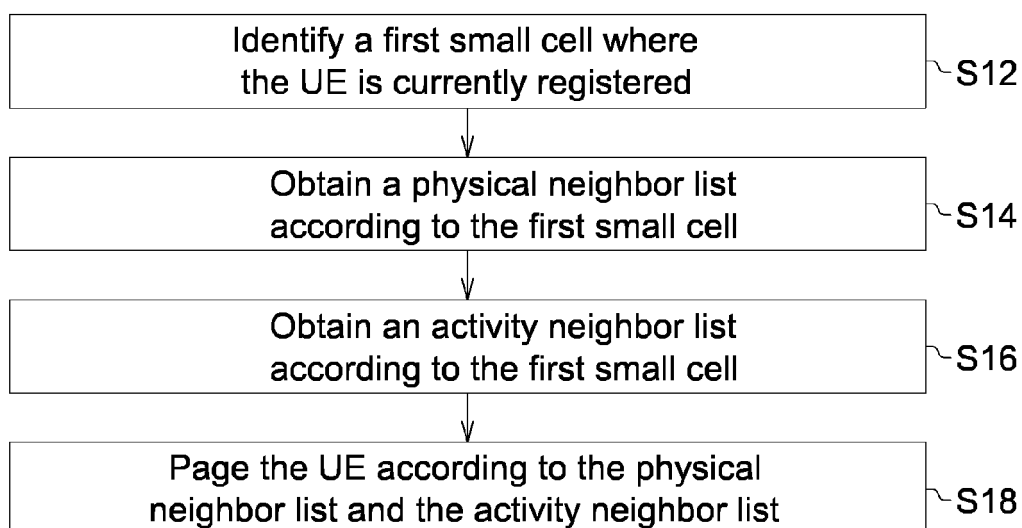 Identify a first small cell where
the UE is currently registered
S12
Obtain a physical neighbor list
according to the first small cell
S14
Obtain an activity neighbor list
according to the first small cell
S16
Page the UE according to the physical
neighbor list and the activity neighbor list
S18